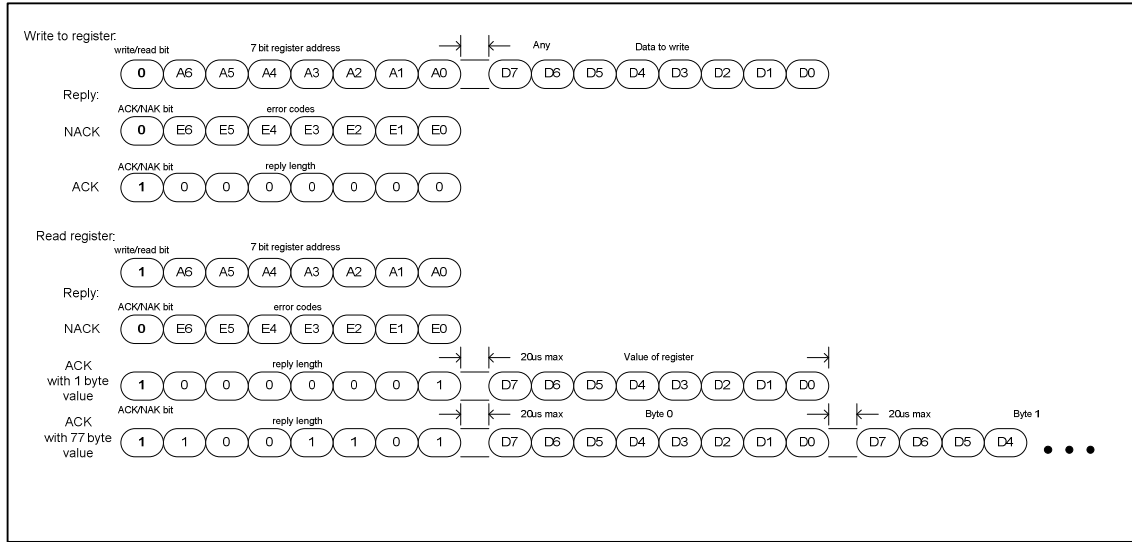 Write to register:
write/read bit 7 bit register address Any Data to write
0 A6 A5 A4 A3 A2 A1 A0 D7 D6 D5 D4 D3 D2 D1 D0
Reply:
ACK/NAK bit error codes
NACK 0 E6 E5 E4 E3 E2 E1 E0
ACK/NAK bit reply length
ACK 1 0 0 0 0 0 0 0
Read register:
write/read bit 7 bit register address
1 A6 A5 A4 A3 A2 A1 A0
Reply:
ACK/NAK bit error codes
NACK 0 E6 E5 E4 E3 E2 E1 E0
ACK/NAK bit reply length 20us max Value of register
ACK with 1 byte value 1 0 0 0 0 0 0 1 D7 D6 D5 D4 D3 D2 D1 D0
ACK/NAK bit reply length 20us max Byte 0 20us max Byte 1
ACK with 77 byte value 1 1 0 0 1 1 0 1 D7 D6 D5 D4 D3 D2 D1 D0 D7 D6 D5 D4 • • •